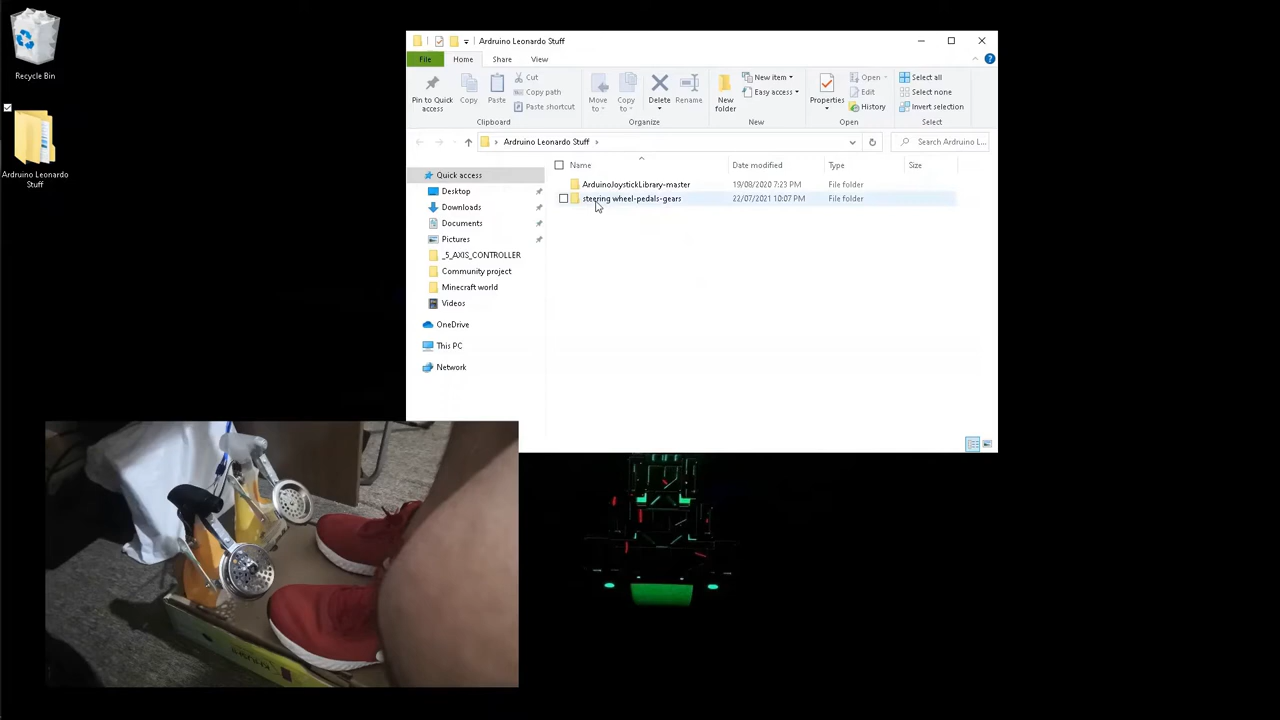 Recycle Bin
Arduino Leonardo
Stuff
Ardruino Leonardo Stuff
File
Home
Share
View
Pin to Quick
access
Copy
Paste
Cut
Copy path
Paste shortcut
Clipboard
Move
to
Copy
to
Delete
Rename
Organize
New
folder
New item
Easy access
New
Properties
Open
Edit
History
Open
Select all
Select none
Invert selection
Select
Ardruino Leonardo Stuff
Search Ardruino L...
Name
Date modified
Type
Size
ArduinoJoystickLibrary-master
19/08/2020 7:23 PM
File folder
steering wheel-pedals-gears
22/07/2021 10:07 PM
File folder
Quick access
Desktop
Downloads
Documents
Pictures
_5_AXIS_CONTROLLER
Community project
Minecraft world
Videos
OneDrive
This PC
Network